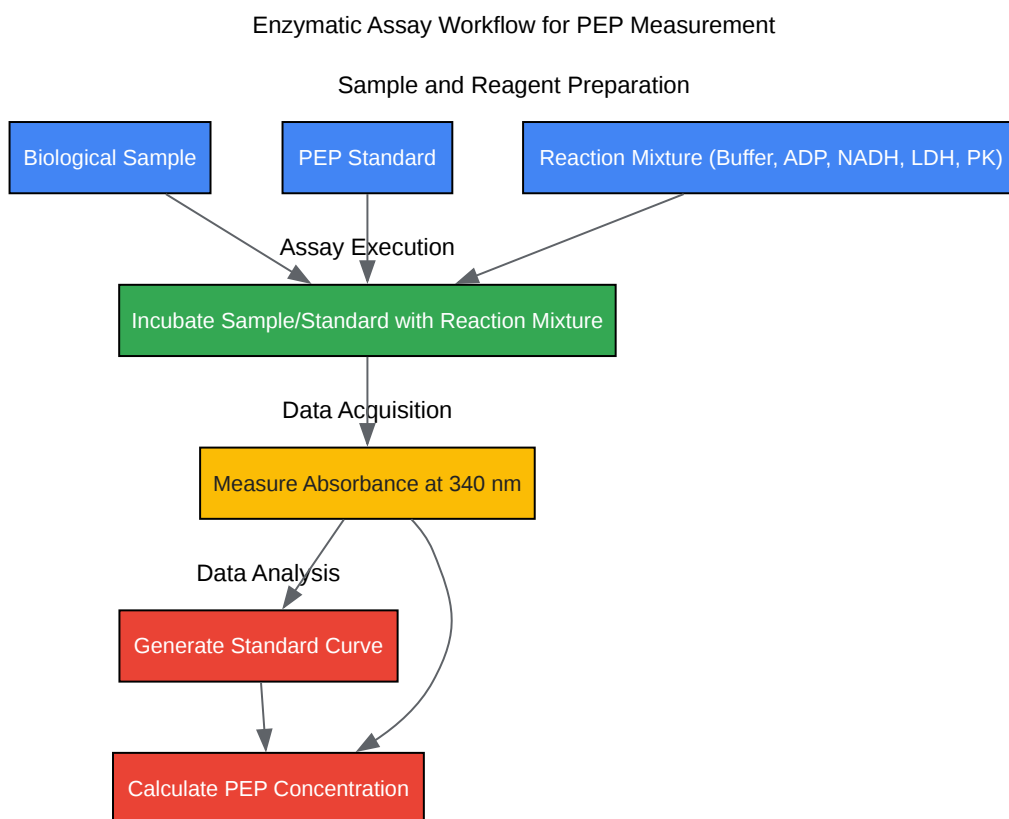 Enzymatic Assay Workflow for PEP Measurement
Sample and Reagent Preparation
Biological Sample
PEP Standard
Reaction Mixture (Buffer, ADP, NADH, LDH, PK)
Assay Execution
Incubate Sample/Standard with Reaction Mixture
Data Acquisition
Measure Absorbance at 340 nm
Data Analysis
Generate Standard Curve
Calculate PEP Concentration